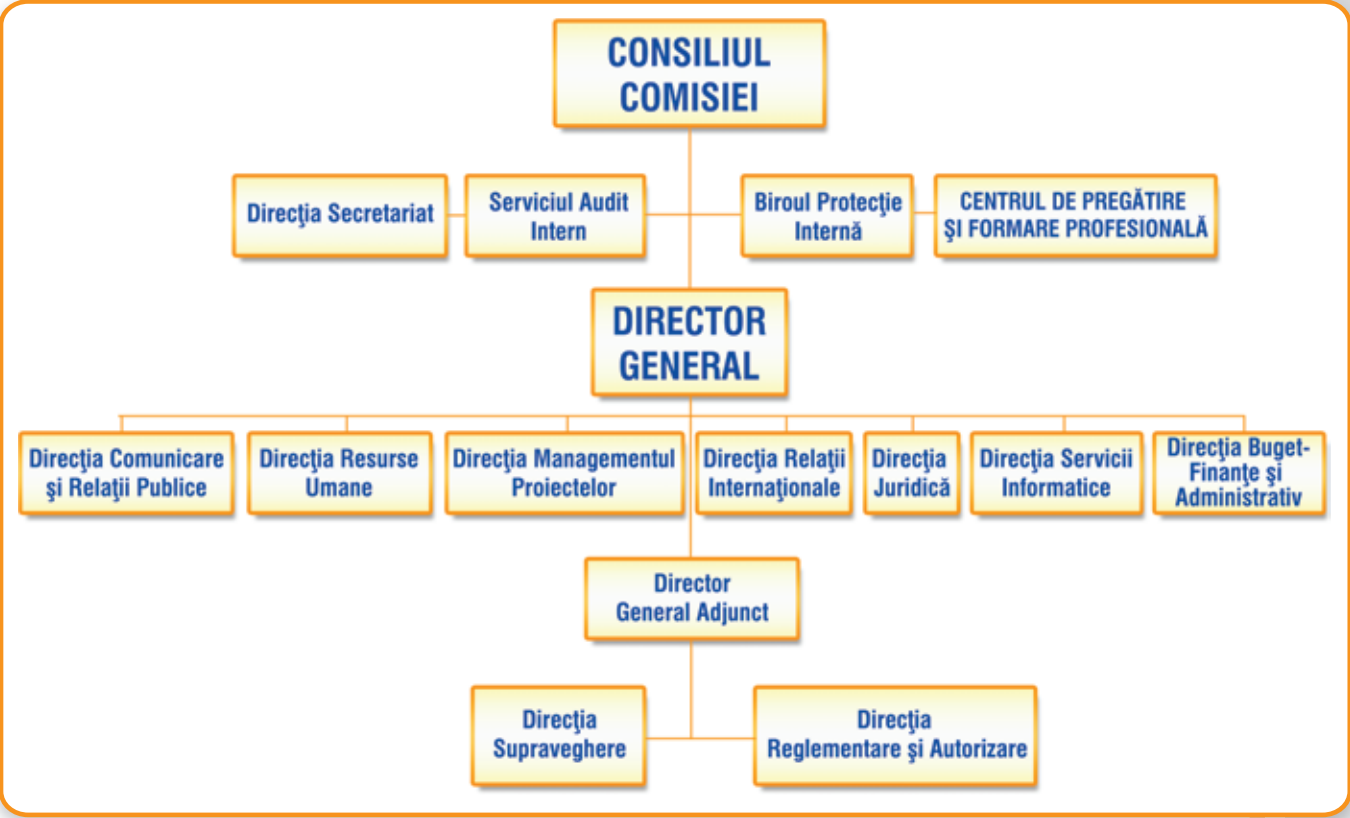 CONSILIUL
COMISIEI
Direcţia Secretariat
Serviciul Audit
Intern
Biroul Protecţie
Internă
CENTRUL DE PREGĂTIRE
ŞI FORMARE PROFESIONALĂ
DIRECTOR
GENERAL
Direcţia Comunicare
şi Relaţii Publice
Direcţia Resurse
Umane
Direcţia Managementul
Proiectelor
Direcţia Relaţii
Internaţionale
Direcţia
Juridică
Direcţia Servicii
Informatice
Direcţia Buget-
Finanţe şi
Administrativ
Director
General Adjunct
Direcţia
Supraveghere
Direcţia
Reglementare şi Autorizare